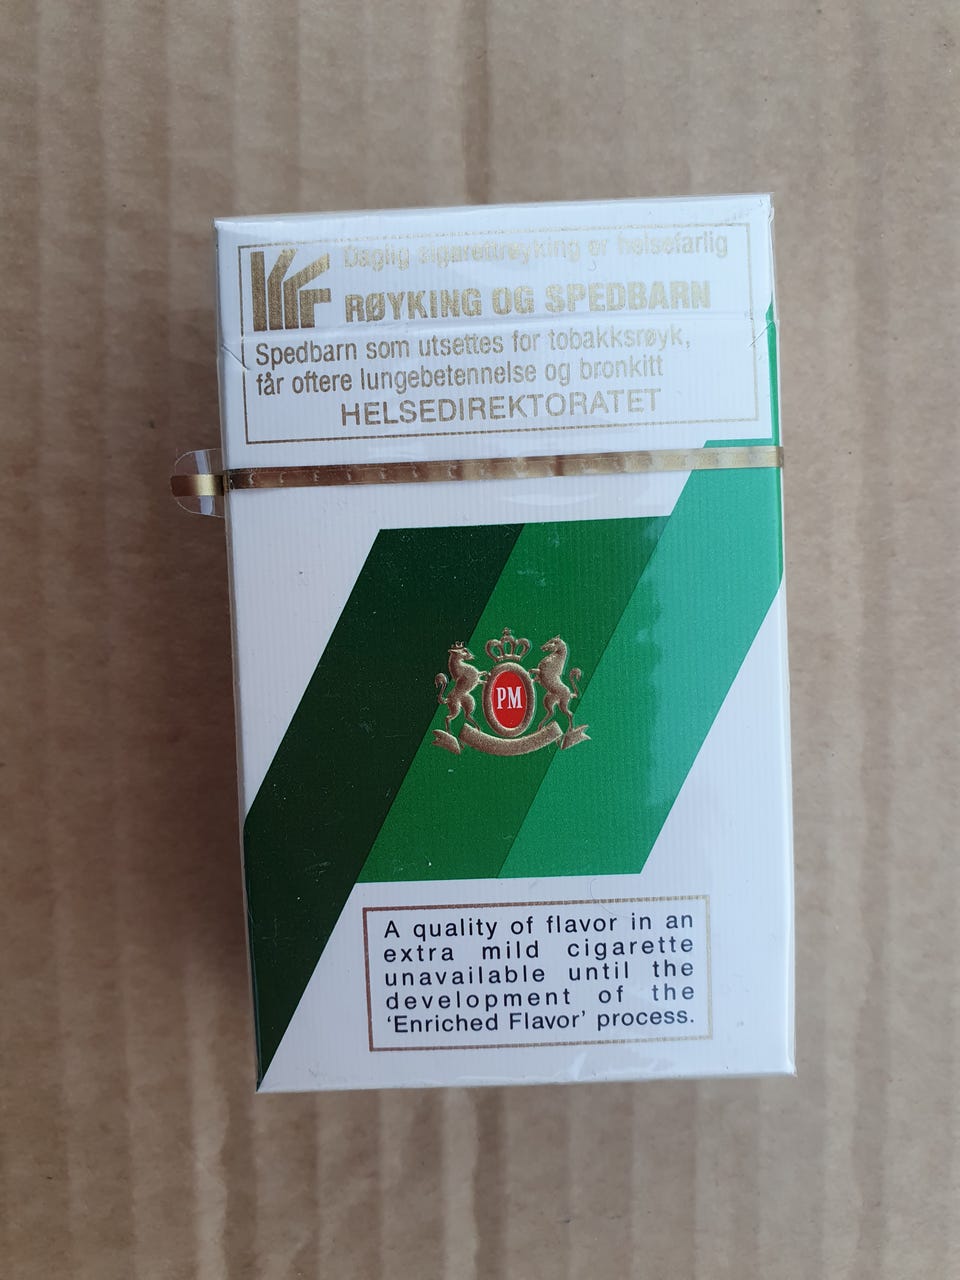 Daglig sigarettrøyking er helsefarlig
RØYKING OG SPEDBARN
Spedbarn som utsettes for tobakksrøyk,
får oftere lungebetennelse og bronkitt
HELSEDIREKTORATET
PM
A quality of flavor in an
extra mild cigarette
unavailable until the
development of the
‘Enriched Flavor’ process.